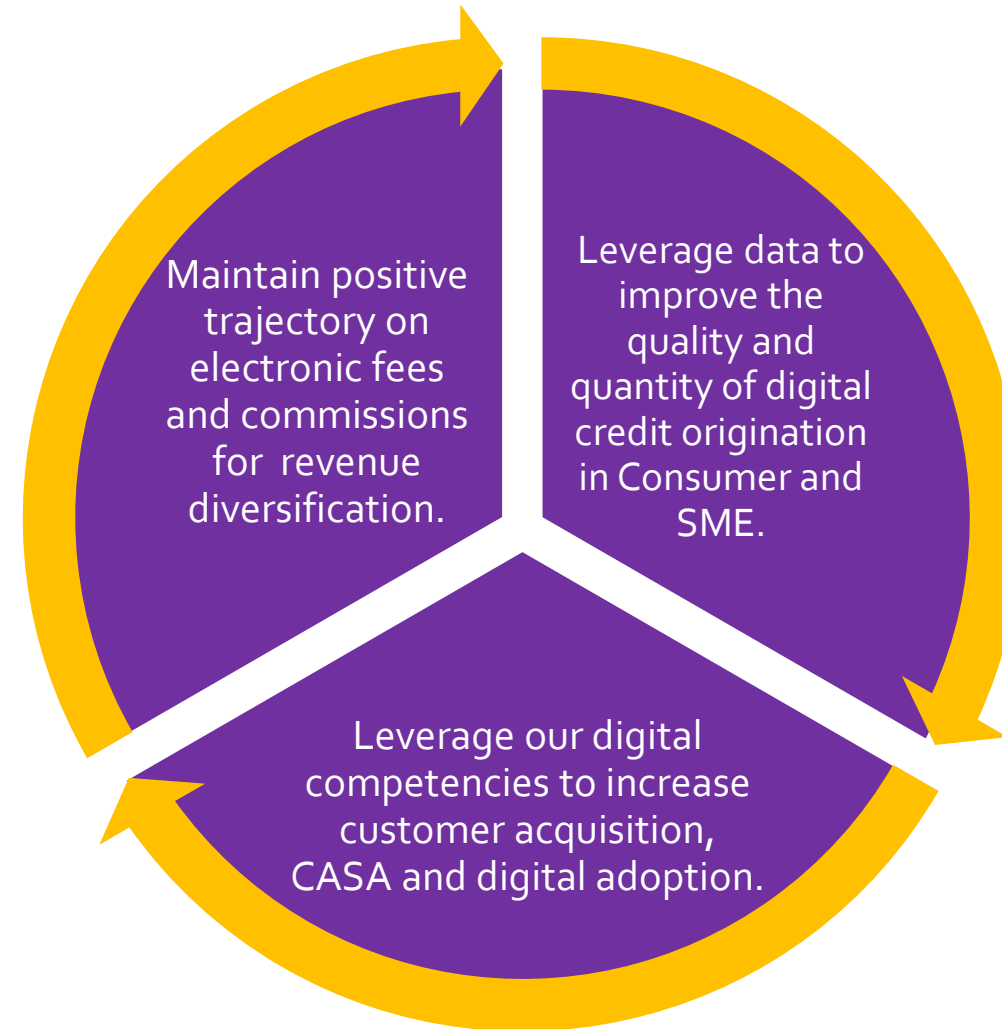 Maintain positive
trajectory on
electronic fees
and commissions
for  revenue
diversification.
Leverage data to
improve the
quality and
quantity of digital
credit origination
in Consumer and
SME.
Leverage our digital
competencies to increase
customer acquisition,
CASA and digital adoption.